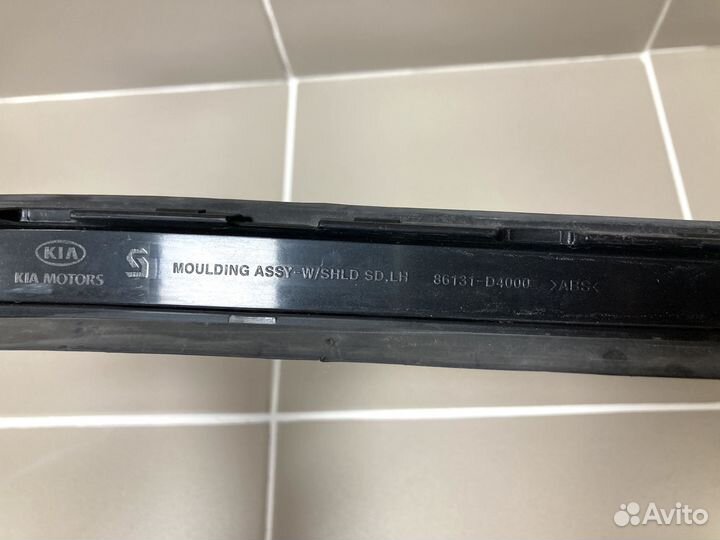 KIA
KIA MOTORS
MOULDING ASSY-W/SHLD SD,LH 86131-D4000 >ABS<
Avito